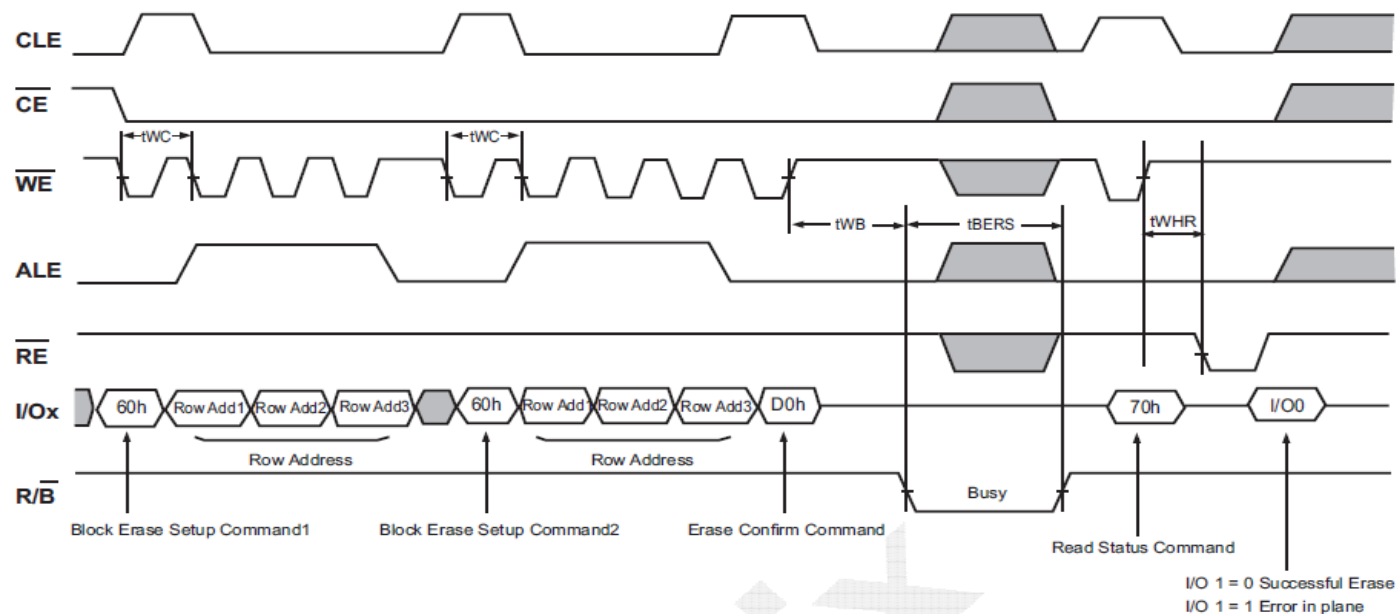 CLE
CE
tWC
tWC
WE
tWB
tBERS
tWHR
ALE
RE
I/Ox
60h
Row Add1
Row Add2
Row Add3
60h
Row Add1
Row Add2
Row Add3
D0h
70h
I/O0
Row Address
Row Address
R/B
Busy
Block Erase Setup Command1
Block Erase Setup Command2
Erase Confirm Command
Read Status Command
I/O 1 = 0 Successful Erase
I/O 1 = 1 Error in plane